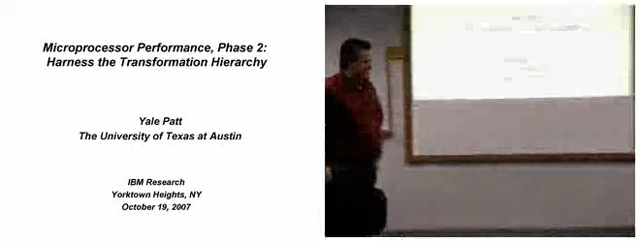 Microprocessor Performance, Phase 2:
Harness the Transformation Hierarchy
Yale Patt
The University of Texas at Austin
IBM Research
Yorktown Heights, NY
October 19, 2007